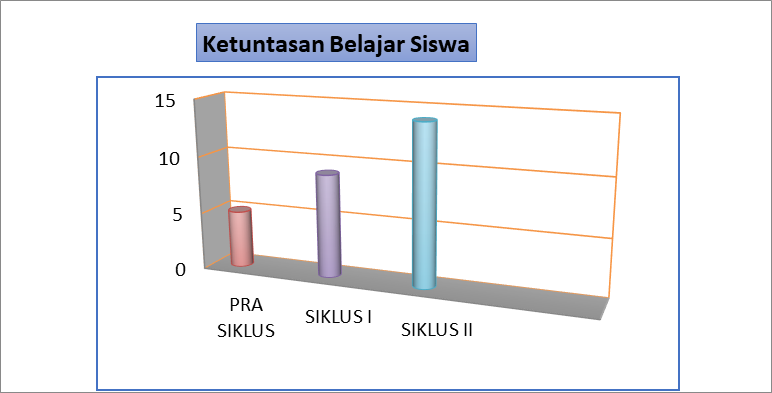 Ketuntasan Belajar Siswa
15
10
5
0
PRA
SIKLUS
SIKLUS I
SIKLUS II